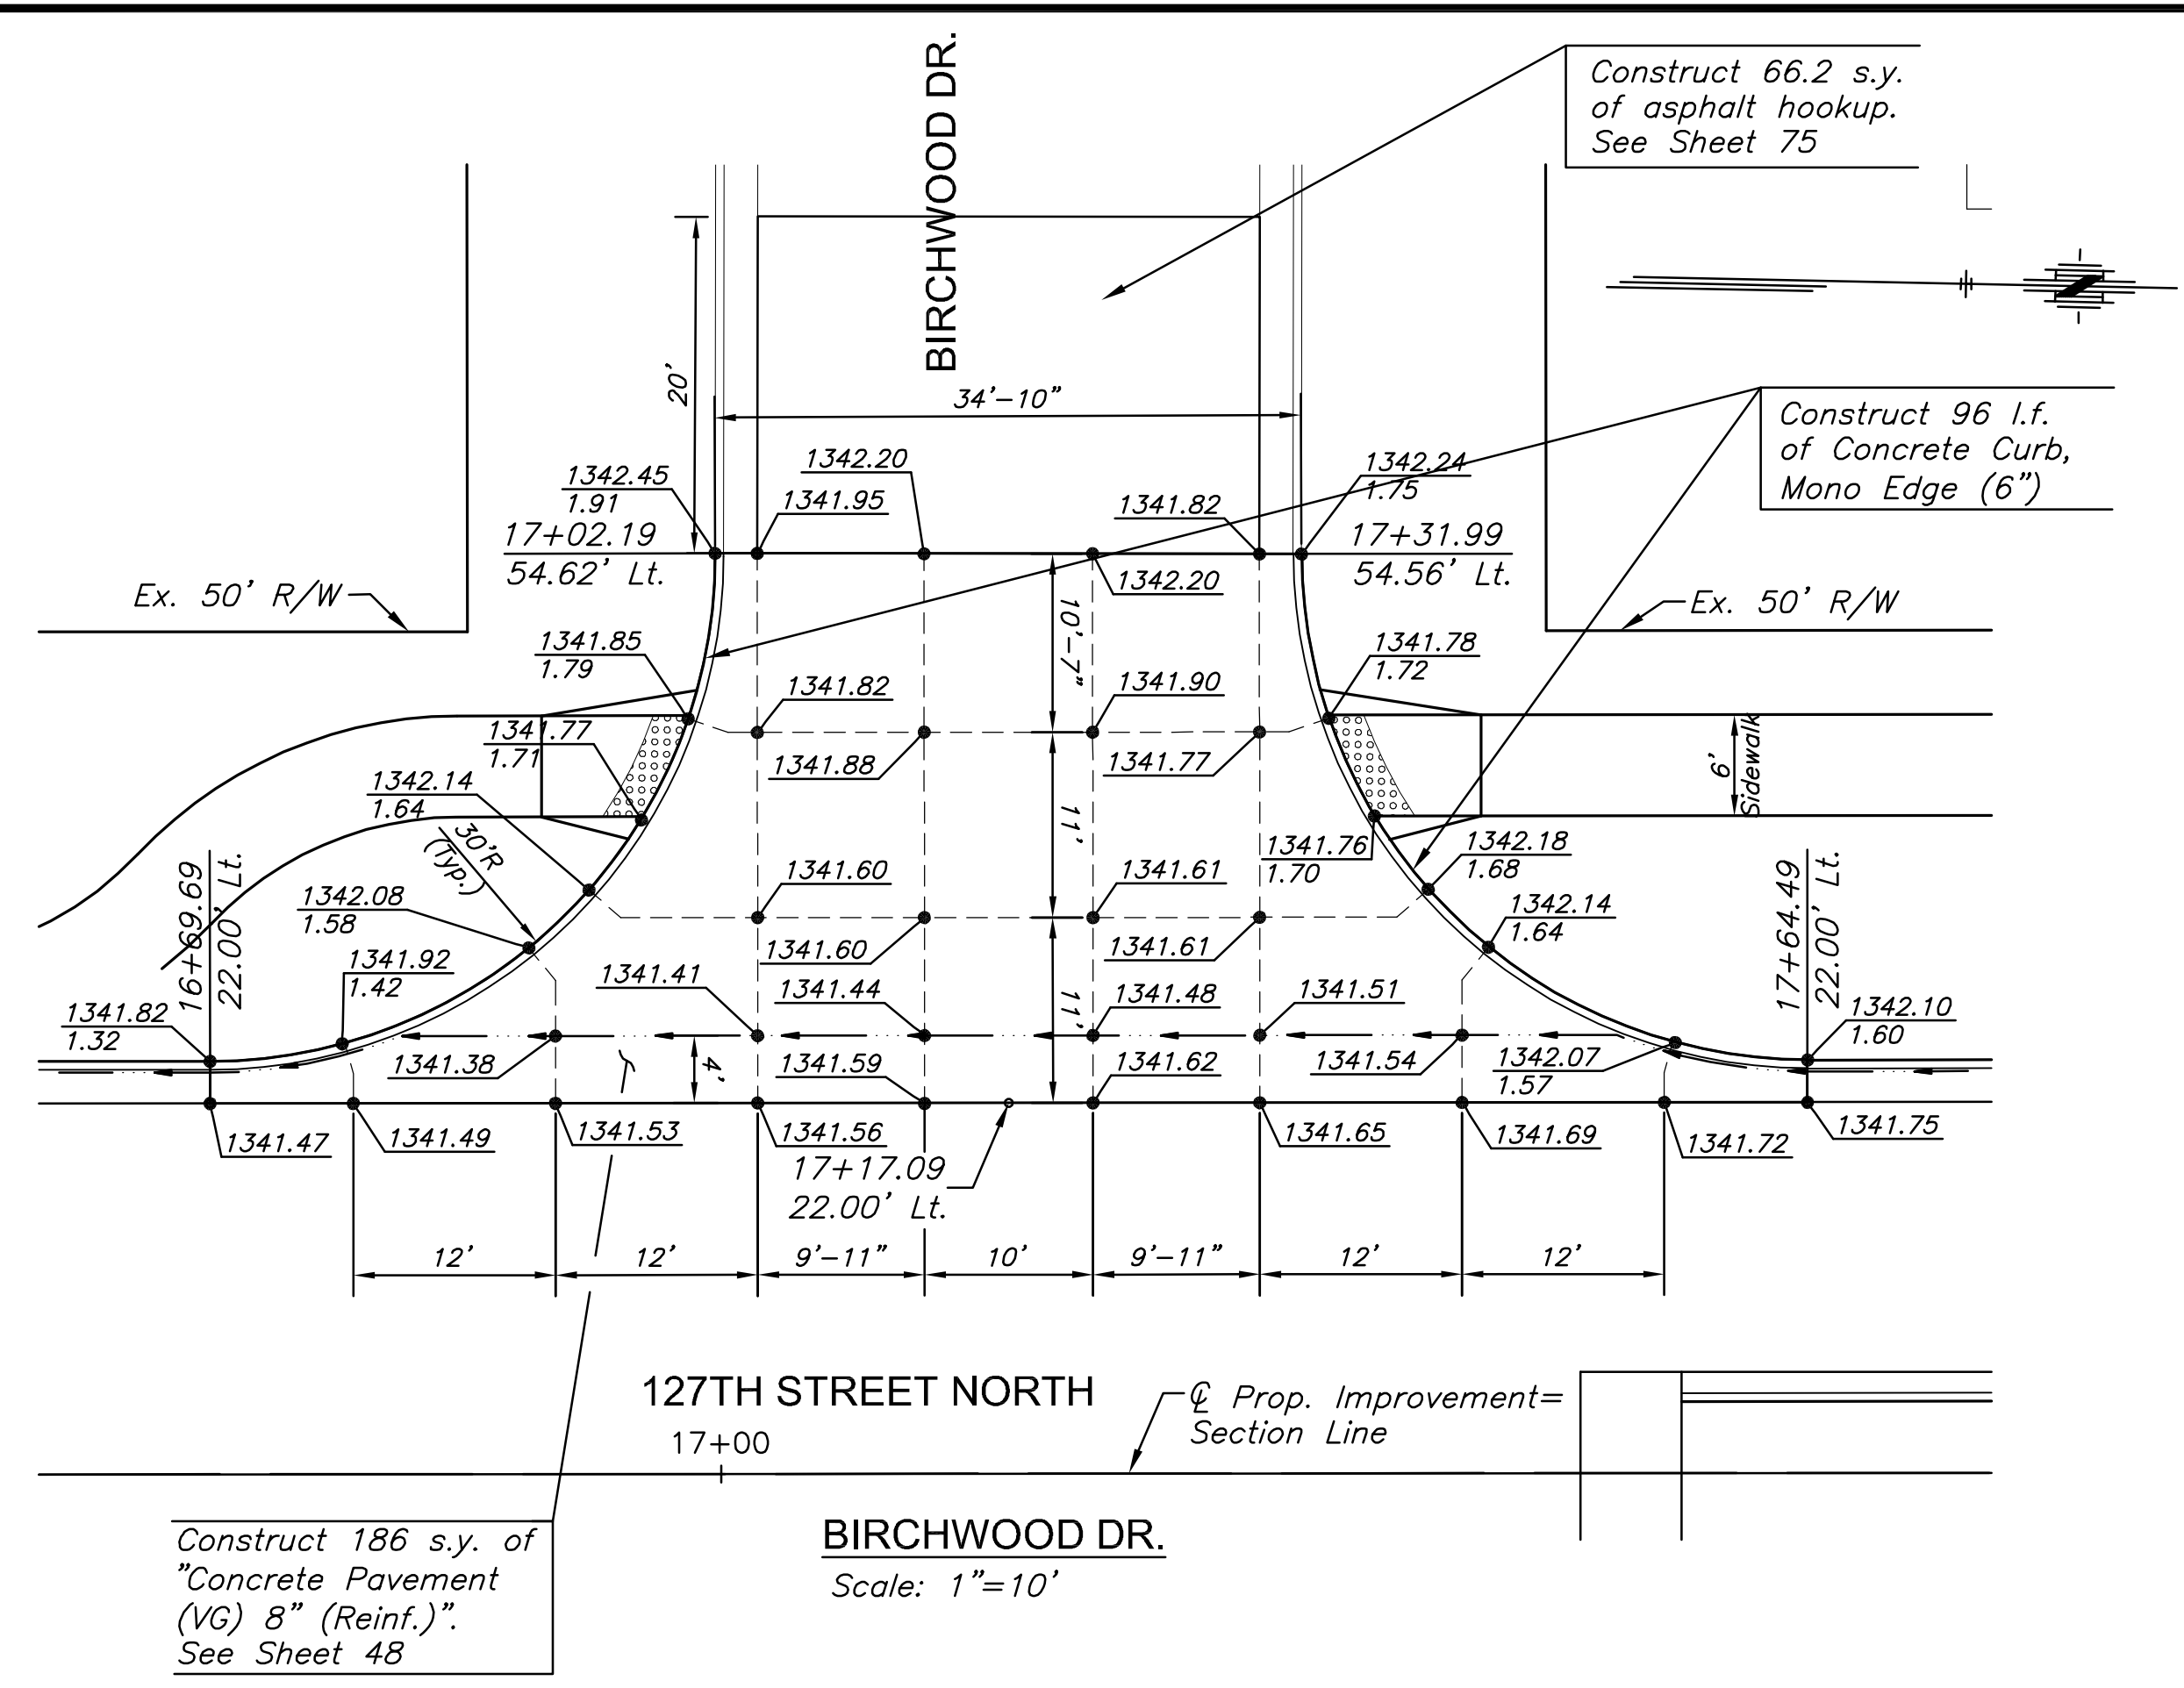 BIRCHWOOD DR.
Construct 66.2 s.y.
of asphalt hookup.
See Sheet 75
20'
34'-10"
Construct 96 l.f.
of Concrete Curb,
Mono Edge (6")
1342.45
1.91
1342.20
1341.95
1341.82
1342.24
1.75
17+02.19
54.62' Lt.
17+31.99
54.56' Lt.
1342.20
Ex. 50' R/W
Ex. 50' R/W
10'-7"
1341.85
1.79
1341.78
1.72
1341.82
1341.90
1341.77
1.71
1341.88
1341.77
6'
Sidewalk
1342.14
1.64
30'R
(Typ.)
11'
1341.76
1.70
1342.18
1.68
1341.60
1341.61
16+69.69
22.00' Lt.
17+64.49
22.00' Lt.
1342.08
1.58
1342.14
1.64
1341.60
1341.61
1341.92
1.42
1341.41
1341.44
11'
1341.48
1341.51
1341.82
1.32
1342.10
1.60
1341.38
4'
1341.59
1341.62
1341.54
1342.07
1.57
1341.47
1341.49
1341.53
1341.56
1341.65
1341.69
1341.72
1341.75
17+17.09
22.00' Lt.
12'
12'
9'-11"
10'
9'-11"
12'
12'
127TH STREET NORTH
17+00
℄ Prop. Improvement=
Section Line
BIRCHWOOD DR.
Scale: 1"=10'
Construct 186 s.y. of
"Concrete Pavement
(VG) 8" (Reinf.)".
See Sheet 48